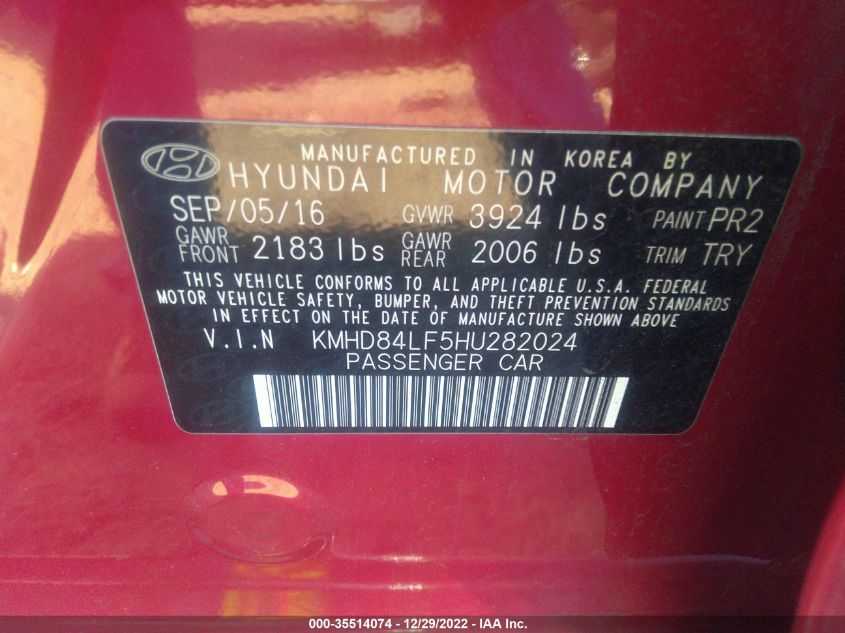 MANUFACTURED IN KOREA BY
HYUNDAI MOTOR COMPANY
SEP/05/16 GVWR 3924 lbs PAINT PR2
GAWR FRONT 2183 lbs GAWR REAR 2006 lbs TRIM TRY
THIS VEHICLE CONFORMS TO ALL APPLICABLE U.S.A. FEDERAL
MOTOR VEHICLE SAFETY, BUMPER, AND THEFT PREVENTION STANDARDS
IN EFFECT ON THE DATE OF MANUFACTURE SHOWN ABOVE
V.I.N KMHD84LF5HU282024
PASSENGER CAR
000-35514074 - 12/29/2022 - IAA Inc.